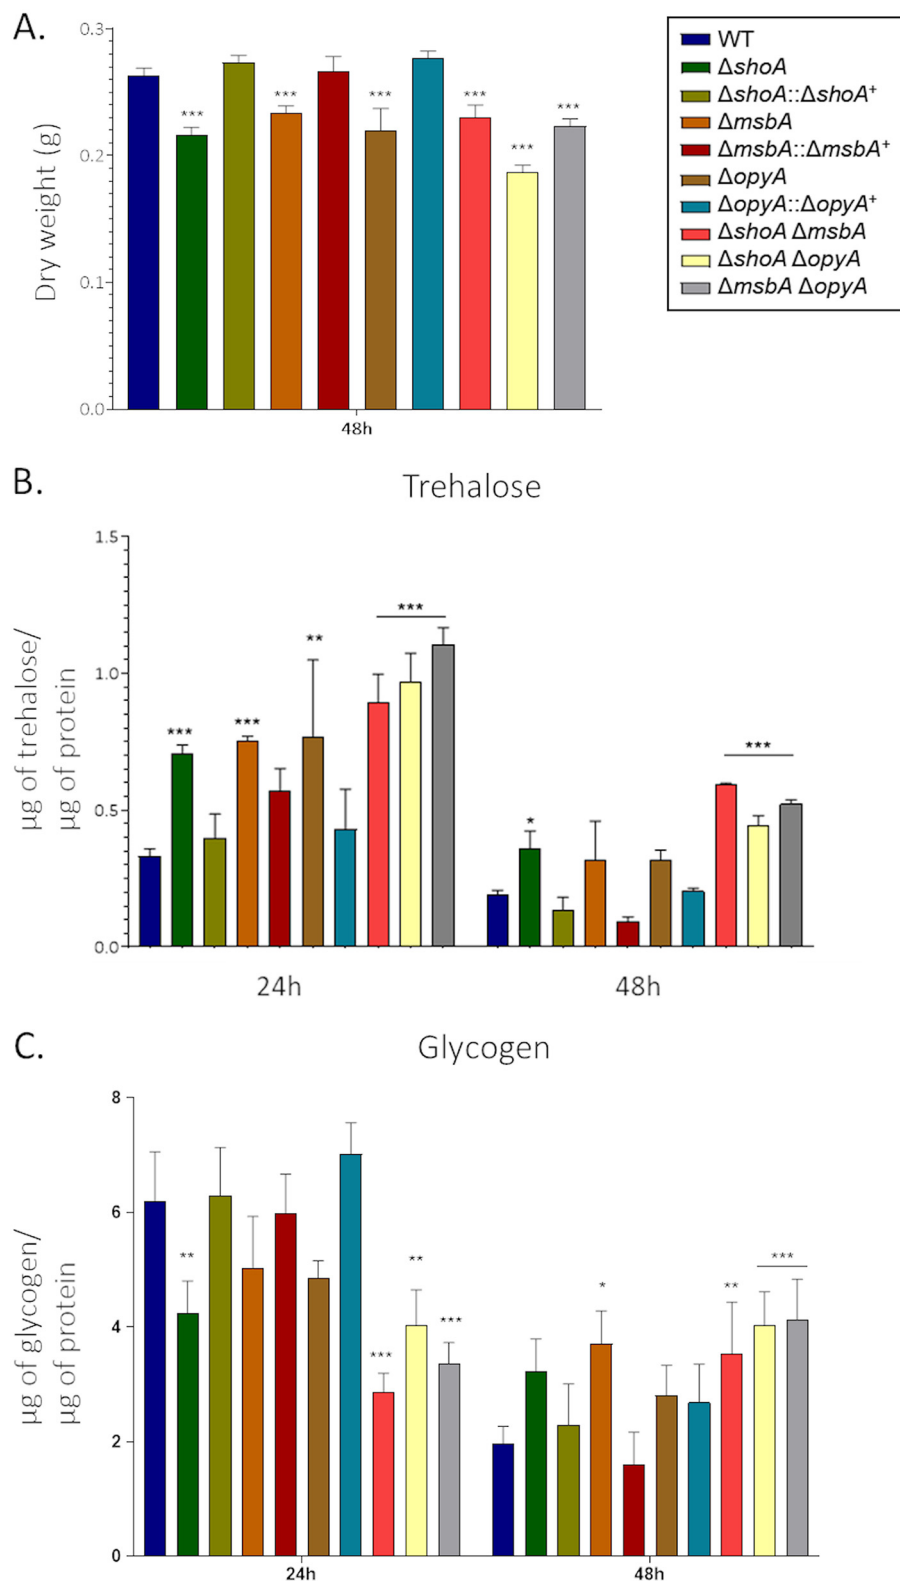 A.
Dry weight (g)
0.3
0.2
0.1
0.0
***
***
***
***
***
***
48h
WT
ΔshoA
ΔshoA::ΔshoA⁺
ΔmsbA
ΔmsbA::ΔmsbA⁺
ΔopyA
ΔopyA::ΔopyA⁺
ΔshoA ΔmsbA
ΔshoA ΔopyA
ΔmsbA ΔopyA
B.
Trehalose
µg of trehalose/
µg of protein
1.5
1.0
0.5
0.0
***
***
**
***
*
***
24h
48h
C.
Glycogen
µg of glycogen/
µg of protein
8
6
4
2
0
**
***
**
***
*
**
***
24h
48h